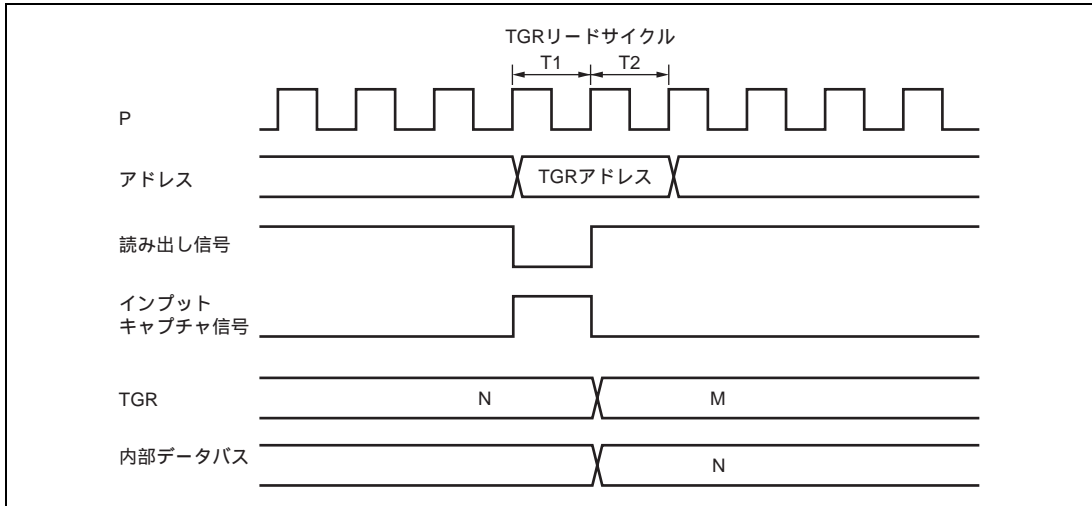 TGRリードサイクル
T1 T2
P
アドレス TGRアドレス
読み出し信号
インプット
キャプチャ信号
TGR N M
内部データバス N